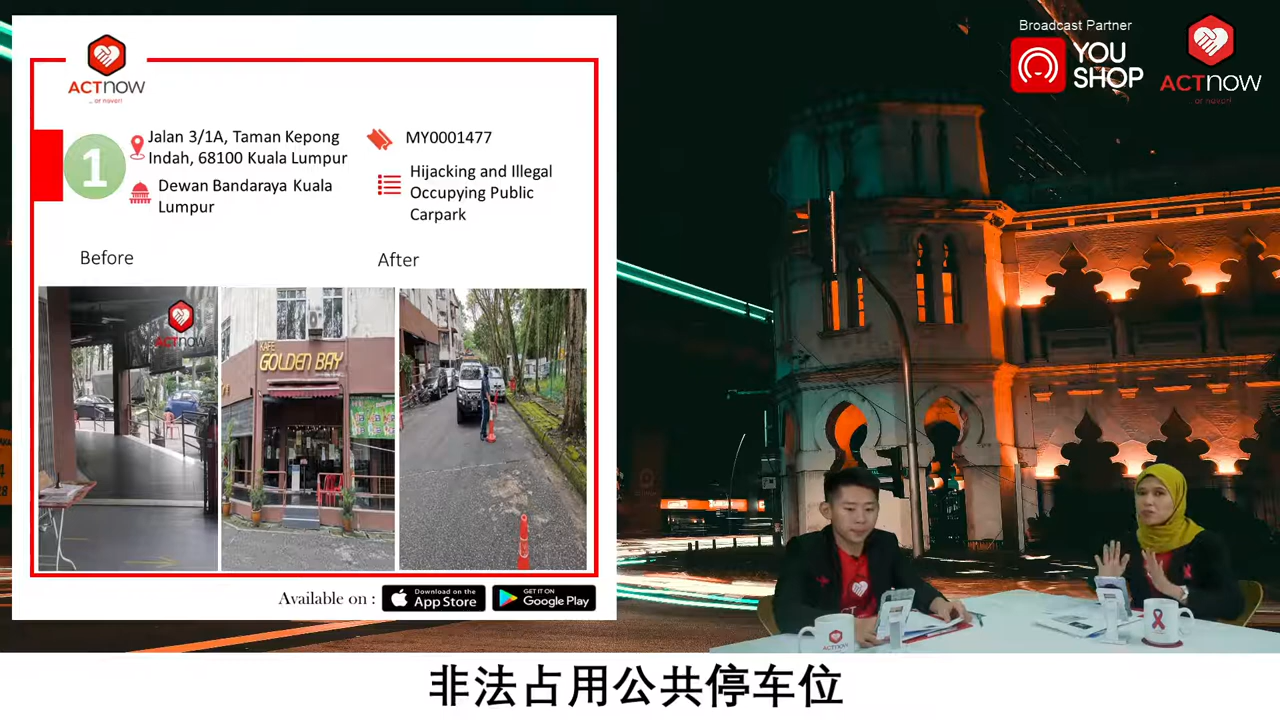 Broadcast Partner
YOU
SHOP
ACTnow
... or never!
ACTnow
... or never!
1
Jalan 3/1A, Taman Kepong
Indah, 68100 Kuala Lumpur
Dewan Bandaraya Kuala
Lumpur
MY0001477
Hijacking and Illegal
Occupying Public
Carpark
Before
After
ACTnow
KAFE
GOLDEN BAY
Available on :
Download on the
App Store
GET IT ON
Google Play
ACTnow
非法占用公共停车位